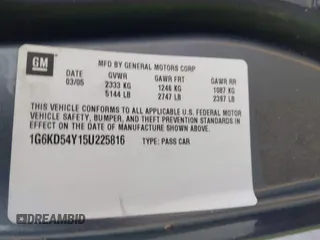 GM
MFD BY GENERAL MOTORS CORP
DATE GVWR GAWR FRT GAWR RR
03/05 2333 KG 1246 KG 1087 KG
5144 LB 2747 LB 2397 LB
THIS VEHICLE CONFORMS TO ALL APPLICABLE U.S. FEDERAL MOTOR
VEHICLE SAFETY, BUMPER, AND THEFT PREVENTION STANDARDS IN
EFFECT ON THE DATE OF MANUFACTURE SHOWN ABOVE.
1G6KD54Y15U225816 TYPE: PASS CAR
© AUTOBIDMASTER